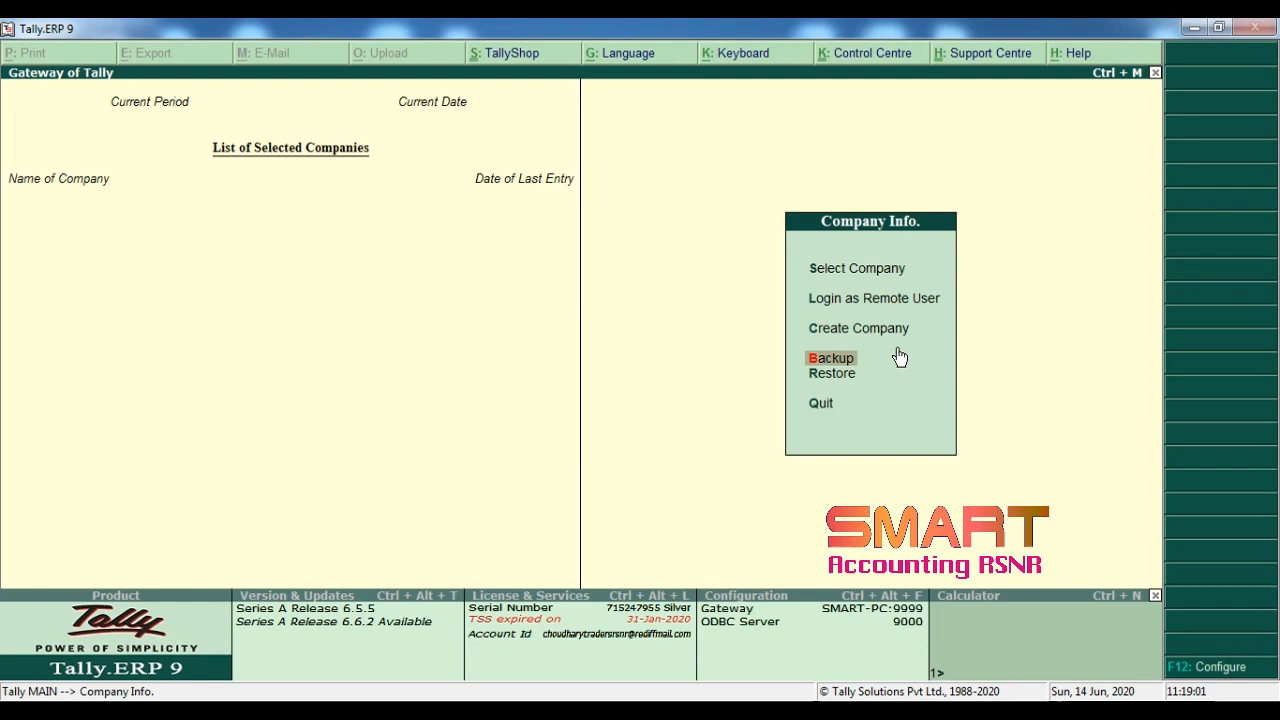 Tally.ERP 9
P: Print E: Export M: E-Mail O: Upload S: TallyShop G: Language K: Keyboard K: Control Centre H: Support Centre H: Help
Gateway of Tally Ctrl + M
Current Period Current Date
List of Selected Companies
Name of Company Date of Last Entry
Company Info.
Select Company
Login as Remote User
Create Company
Backup
Restore
Quit
SMART
Accounting RSNR
Product
Tally
POWER OF SIMPLICITY
Tally.ERP 9
Version & Updates Ctrl + Alt + T
Series A Release 6.5.5
Series A Release 6.6.2 Available
License & Services Ctrl + Alt + L
Serial Number 715247955 Silver
TSS expired on 31-Jan-2020
Account Id choudharytradersrsnr@rediffmail.com
Configuration Ctrl + Alt + F
Gateway SMART-PC:9999
ODBC Server 9000
Calculator Ctrl + N
1>
F12: Configure
Tally MAIN --> Company Info. © Tally Solutions Pvt Ltd., 1988-2020 Sun, 14 Jun, 2020 11:19:01